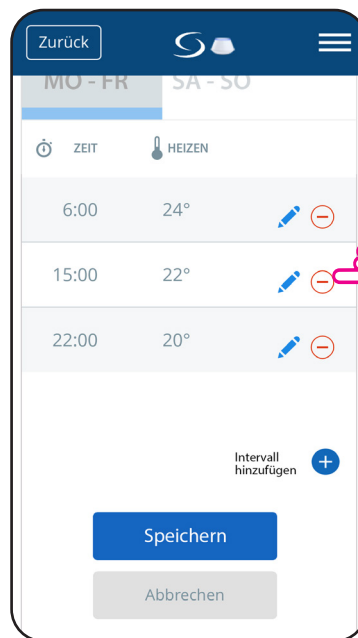 Zurück
MO - FR SA - SO
ZEIT HEIZEN
6:00 24°
15:00 22°
22:00 20°
Intervall
hinzufügen
Speichern
Abbrechen